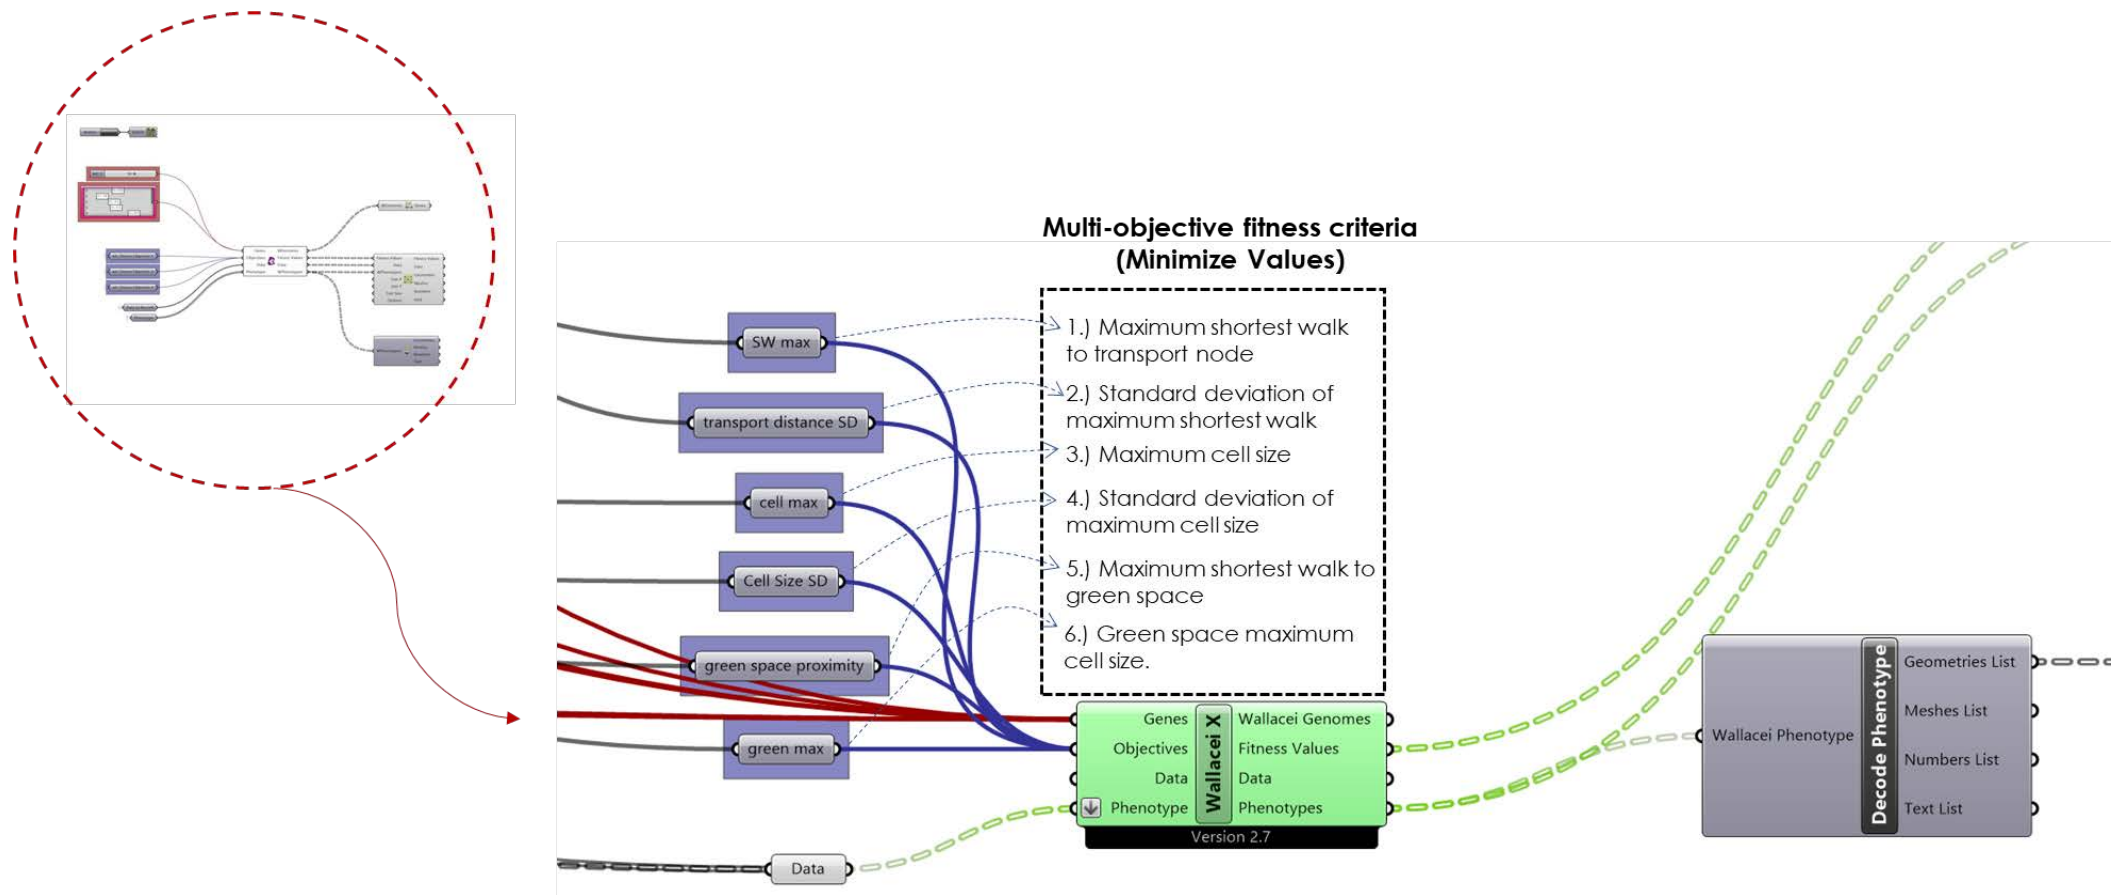 Multi-objective fitness criteria
(Minimize Values)
SW max
1.) Maximum shortest walk
to transport node
transport distance SD
2.) Standard deviation of
maximum shortest walk
cell max
3.) Maximum cell size
Cell Size SD
4.) Standard deviation of
maximum cell size
green space proximity
5.) Maximum shortest walk to
green space
green max
6.) Green space maximum
cell size.
Genes
Objectives
Data
Phenotype
Wallacei X
Wallacei Genomes
Fitness Values
Data
Phenotypes
Version 2.7
Data
Wallacei Phenotype
Decode Phenotype
Geometries List
Meshes List
Numbers List
Text List